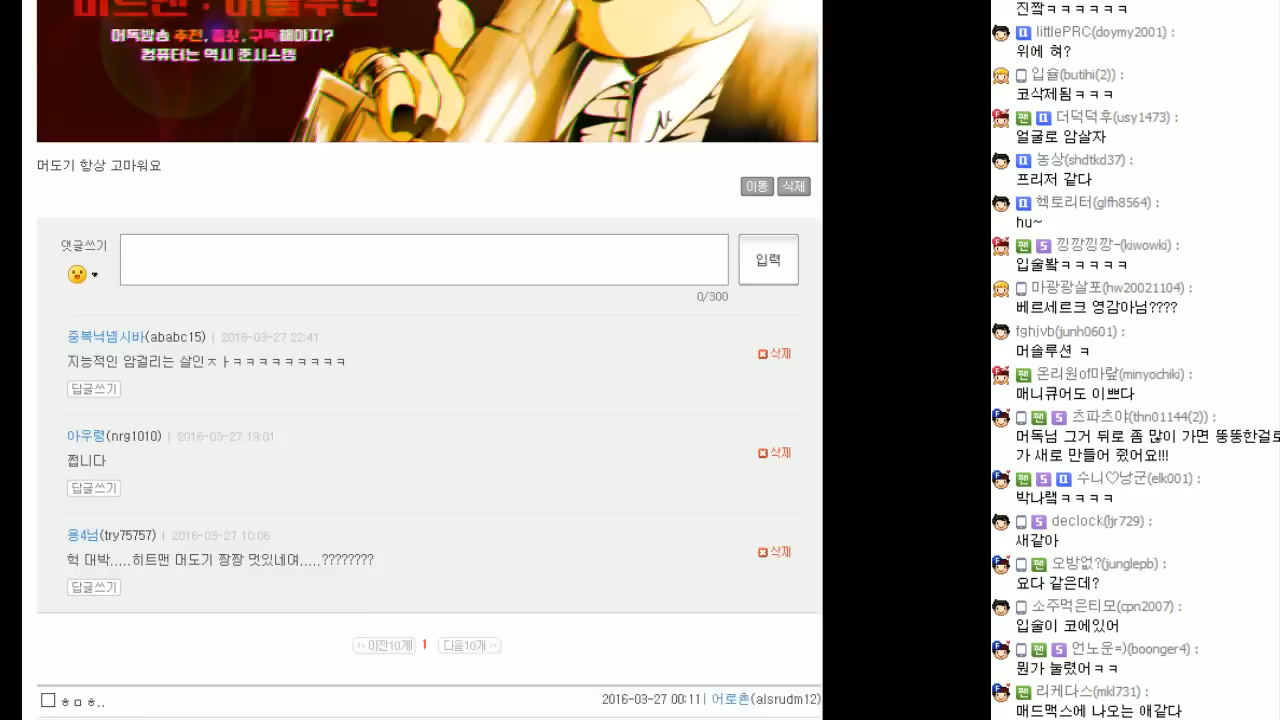 머독방송 추천, 즐찾, 구독해야지?
컴퓨터는 역시 준시스템
머도기 항상 고마워요
이동 삭제
댓글쓰기
입력
0/300
중복닉넴시바(ababc15) | 2016-03-27 22:41
지능적인 암걸리는 살인ㅈㅏㅋㅋㅋㅋㅋㅋㅋㅋㅋ
삭제
답글쓰기
아우령(nrg1010) | 2016-03-27 19:01
쩝니다
삭제
답글쓰기
용4님(try75757) | 2016-03-27 10:06
헉 대박.....히트맨 머도기 짱짱 멋있네여.....????????
삭제
답글쓰기
이전10개 1 다음10개
ㅎㅁㅎ..
2016-03-27 00:11| 어로촌(alsrudm12)
진짴ㅋㅋㅋㅋㅋㅋ
littlePRC(doymy2001) :
위에 혀?
입율(butihi(2)) :
코삭제됨ㅋㅋㅋ
팬 더덕덕후(usy1473) :
얼굴로 암살자
농상(shdtkd37) :
프리저 같다
헥토리터(glfh8564) :
hu~
팬 S 낑깡낑깡-(kiwowki) :
입술봨ㅋㅋㅋㅋㅋ
마광광살포(hw20021104) :
베르세르크 영감아님????
fghjvb(junh0601) :
머슬루션 ㅋ
팬 온리원of마랖(minyochiki) :
매니큐어도 이쁘다
팬 S 츠파츠야(thn01144(2)) :
머독님 그거 뒤로 좀 많이 가면 뚱뚱한걸로
가 새로 만들어 줬어요!!!
팬 S 수니♡낭군(elk001) :
박나랰ㅋㅋㅋㅋ
S declock(ljr729) :
새같아
팬 오방없?(junglepb) :
요다 같은데?
소주먹은티모(cpn2007) :
입술이 코에있어
팬 S 언노운=)(boonger4) :
뭔가 눌렸어ㅋㅋ
팬 리케다스(mkl731) :
매드맥스에 나오는 애같다